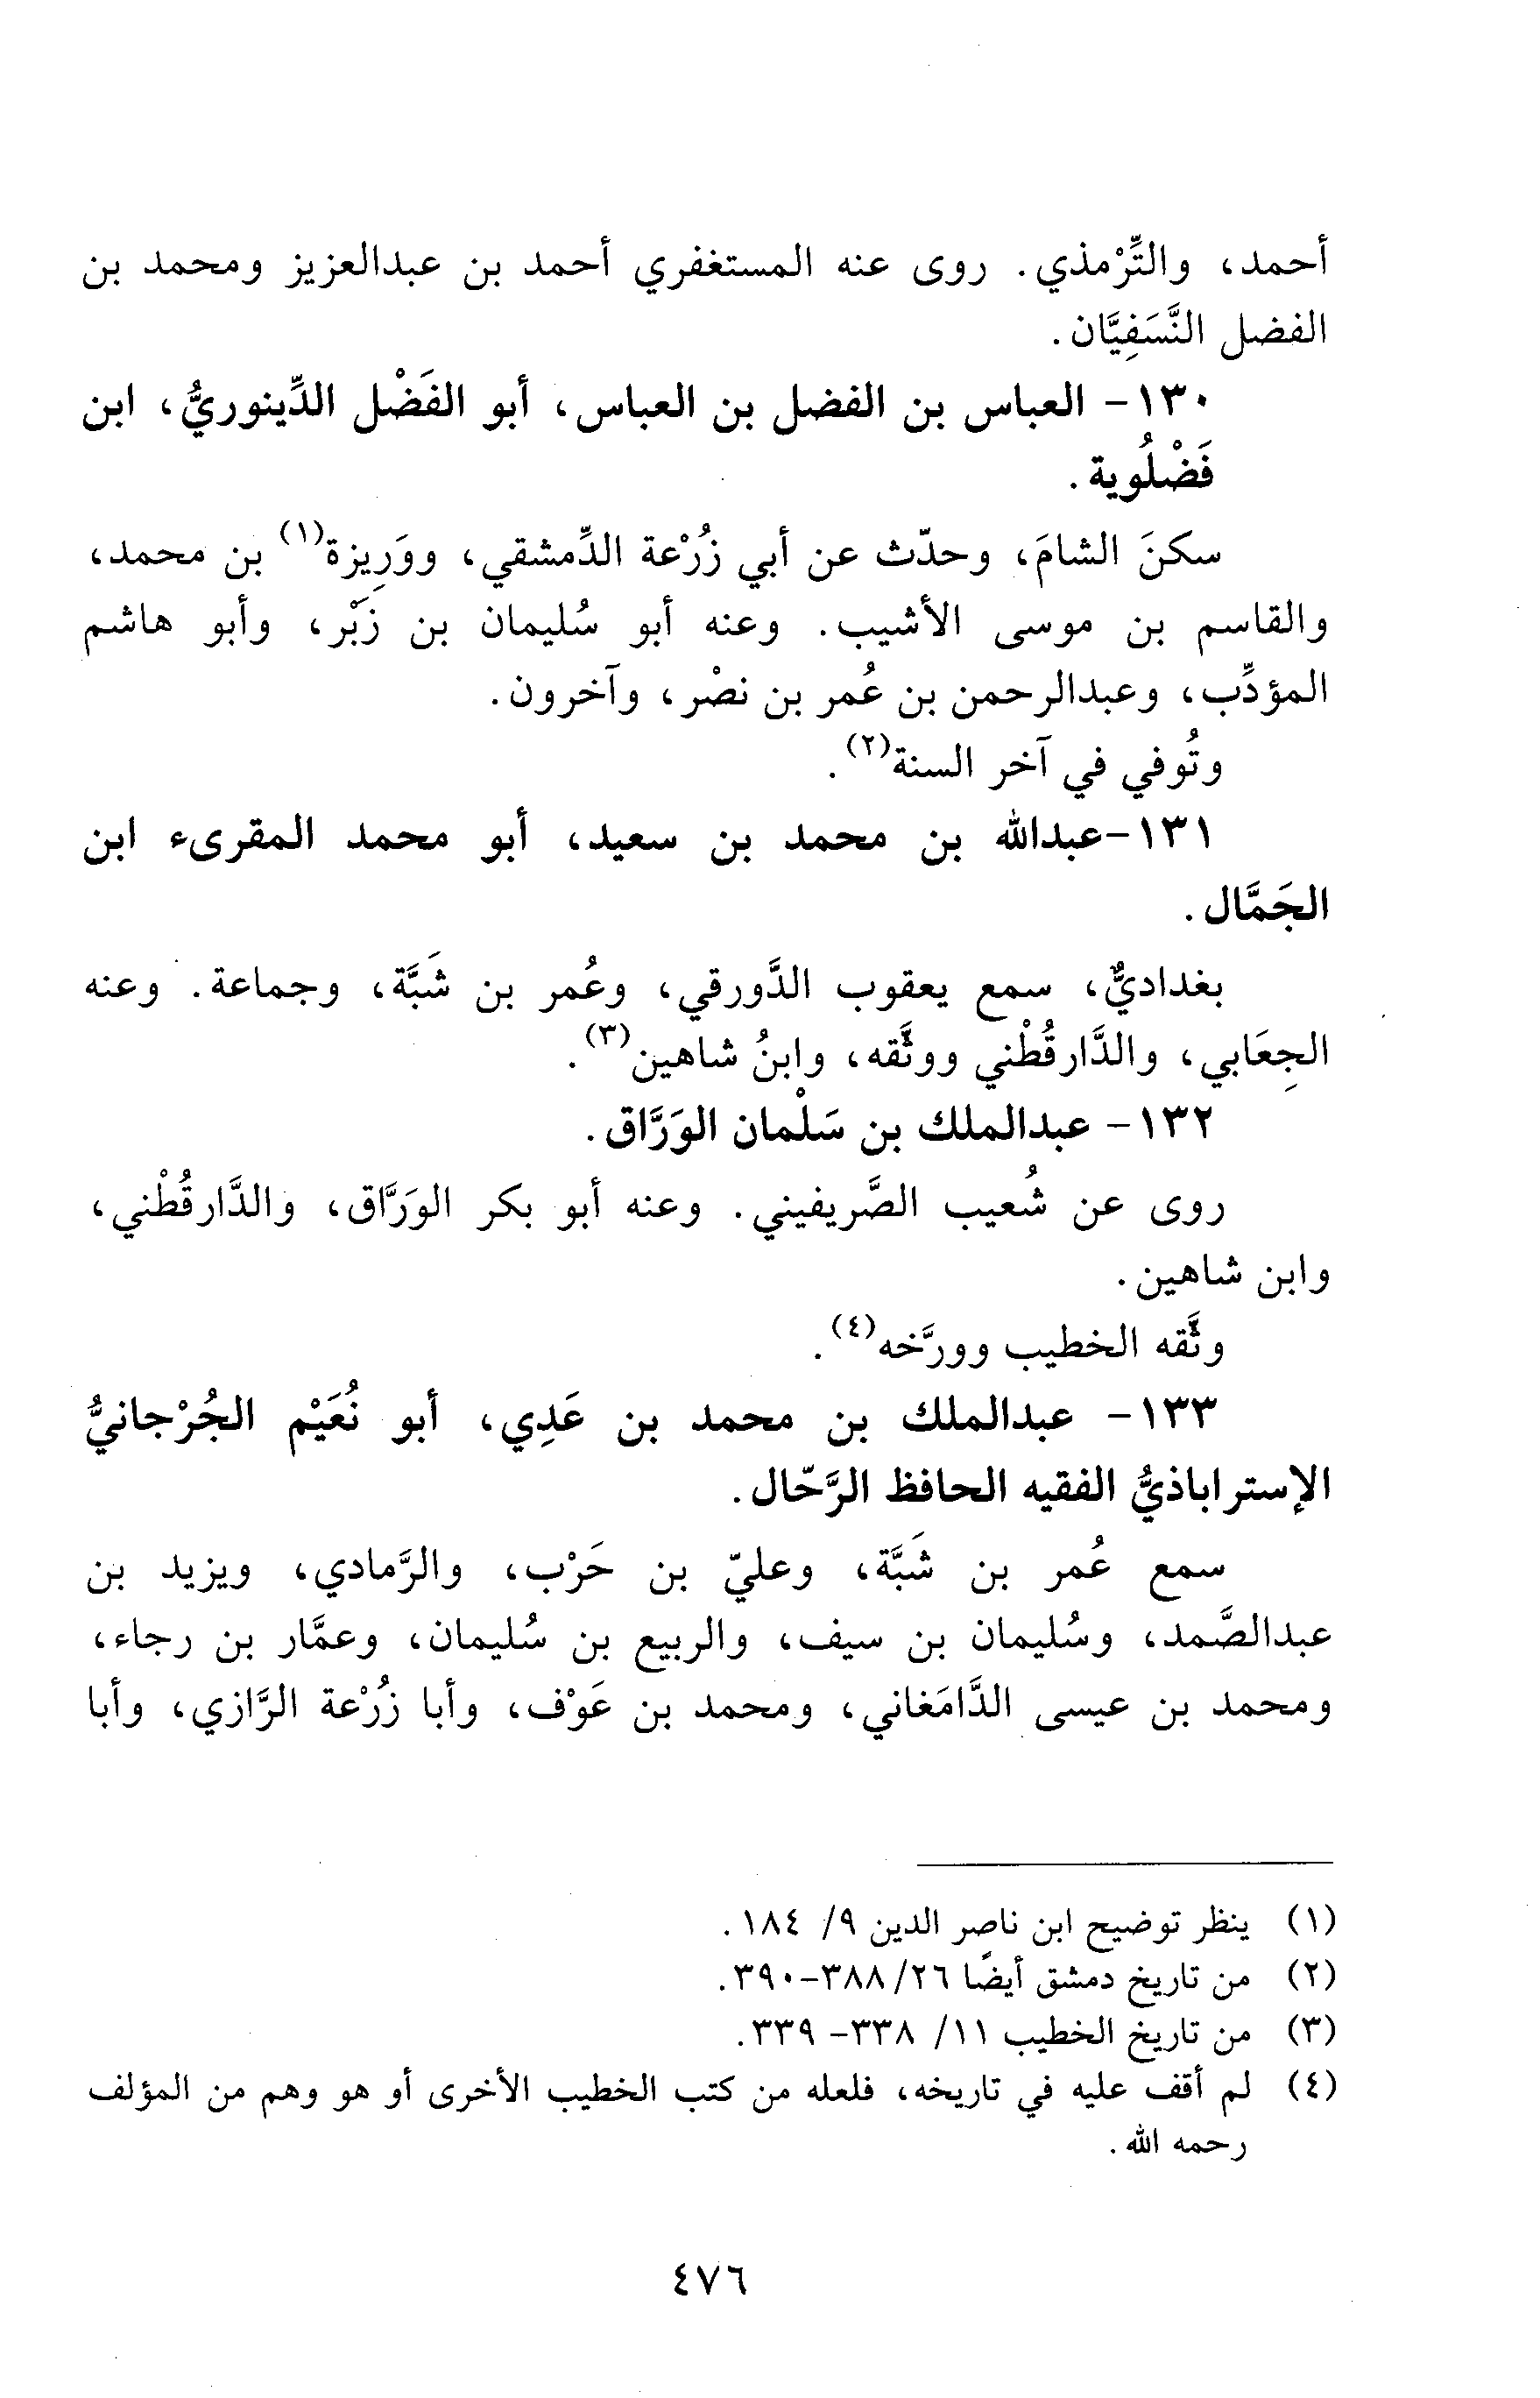 أحمد، والتِّرْمذي. روى عنه المستغفري أحمد بن عبدالعزيز ومحمد بن
الفضل النَّسَفِيَّان.
١٣٠- العباس بن الفضل بن العباس، أبو الفَضْل الدِّينوريُّ، ابن
فَضْلُوية.
سكنَ الشامَ، وحدّث عن أبي زُرْعة الدِّمشقي، ووَرِيزة(١) بن محمد،
والقاسم بن موسى الأشيب. وعنه أبو سُليمان بن زَبْر، وأبو هاشم
المؤدِّب، وعبدالرحمن بن عُمر بن نصْر، وآخرون.
وتُوفي في آخر السنة(٢).
١٣١-عبدالله بن محمد بن سعيد، أبو محمد المقرىء ابن
الجَمَّال.
بغداديٌّ، سمع يعقوب الدَّورقي، وعُمر بن شَبَّة، وجماعة. وعنه
الجِعَابي، والدَّارقُطْني ووثَّقه، وابنُ شاهين(٣).
١٣٢- عبدالملك بن سَلْمان الوَرَّاق.
روى عن شُعيب الصَّريفيني. وعنه أبو بكر الوَرَّاق، والدَّارقُطْني،
وابن شاهين.
وثَّقه الخطيب وورَّخه(٤).
١٣٣- عبدالملك بن محمد بن عَدِي، أبو نُعَيْم الجُرْجانيُّ
الإستراباذيُّ الفقيه الحافظ الرَّحّال.
سمع عُمر بن شَبَّة، وعليّ بن حَرْب، والرَّمادي، ويزيد بن
عبدالصَّمد، وسُليمان بن سيف، والربيع بن سُليمان، وعمَّار بن رجاء،
ومحمد بن عيسى الدَّامَغاني، ومحمد بن عَوْف، وأبا زُرْعة الرَّازي، وأبا
(١) ينظر توضيح ابن ناصر الدين ٩/ ١٨٤.
(٢) من تاريخ دمشق أيضًا ٢٦/ ٣٨٨-٣٩٠.
(٣) من تاريخ الخطيب ١١/ ٣٣٨- ٣٣٩.
(٤) لم أقف عليه في تاريخه، فلعله من كتب الخطيب الأخرى أو هو وهم من المؤلف
رحمه الله.
٤٧٦